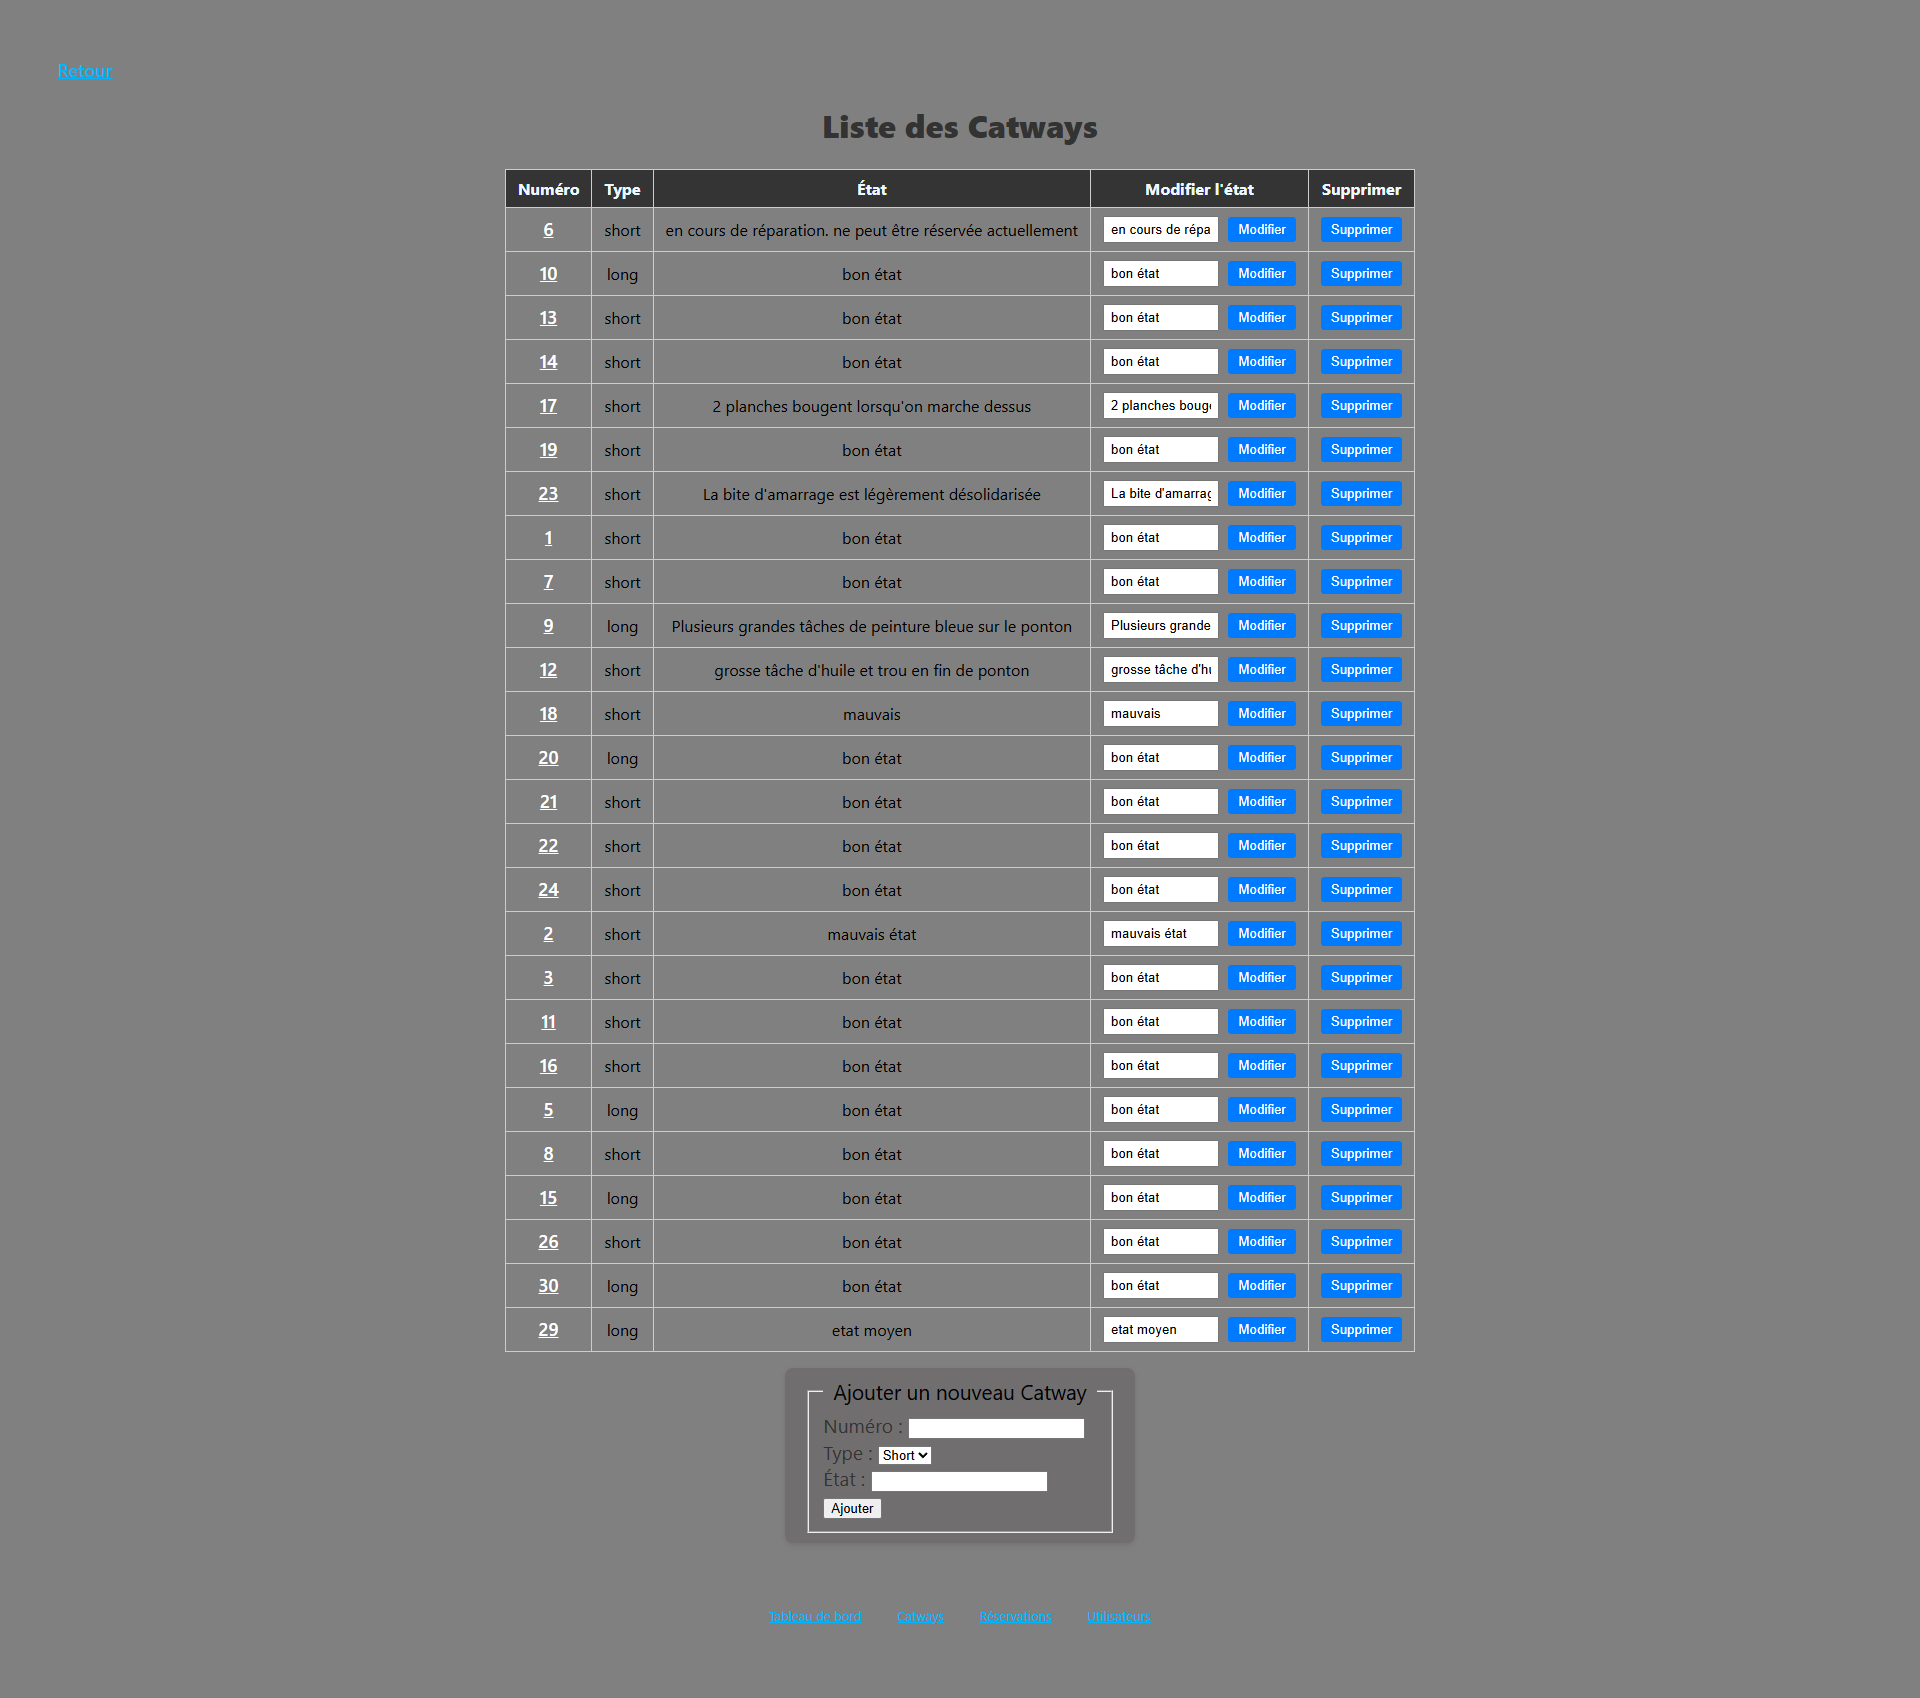 Retour
Liste des Catways
Numéro Type État Modifier l'état Supprimer
6 short en cours de réparation. ne peut être réservée actuellement en cours de répa Modifier Supprimer
10 long bon état bon état Modifier Supprimer
13 short bon état bon état Modifier Supprimer
14 short bon état bon état Modifier Supprimer
17 short 2 planches bougent lorsqu'on marche dessus 2 planches bouge Modifier Supprimer
19 short bon état bon état Modifier Supprimer
23 short La bite d'amarrage est légèrement désolidarisée La bite d'amarrag Modifier Supprimer
1 short bon état bon état Modifier Supprimer
7 short bon état bon état Modifier Supprimer
9 long Plusieurs grandes tâches de peinture bleue sur le ponton Plusieurs grande Modifier Supprimer
12 short grosse tâche d'huile et trou en fin de ponton grosse tâche d'hu Modifier Supprimer
18 short mauvais mauvais Modifier Supprimer
20 long bon état bon état Modifier Supprimer
21 short bon état bon état Modifier Supprimer
22 short bon état bon état Modifier Supprimer
24 short bon état bon état Modifier Supprimer
2 short mauvais état mauvais état Modifier Supprimer
3 short bon état bon état Modifier Supprimer
11 short bon état bon état Modifier Supprimer
16 short bon état bon état Modifier Supprimer
5 long bon état bon état Modifier Supprimer
8 short bon état bon état Modifier Supprimer
15 long bon état bon état Modifier Supprimer
26 short bon état bon état Modifier Supprimer
30 long bon état bon état Modifier Supprimer
29 long etat moyen etat moyen Modifier Supprimer
Ajouter un nouveau Catway
Numéro :
Type : Short
État :
Ajouter
Tableau de bord Catways Réservations Utilisateurs